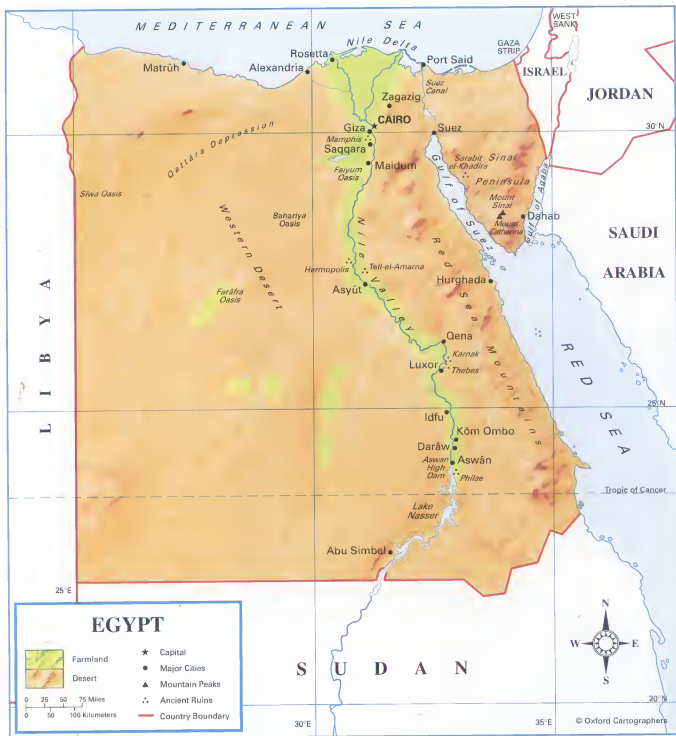 MEDITERRANEAN SEA
WEST
BANK
GAZA
STRIP
Rosetta
Nile Delta
Port Said
Matrûh
Alexandria
ISRAEL
JORDAN
Suez
Canal
Zagazig
CAIRO
Giza
Suez
30°N
Memphis
Saqqara
Qattâra Depression
Maidum
Faiyum
Oasis
Sarabit
el-Khadira
Sinai
Peninsula
Mount
Sinai
Mount
Catherina
Dahab
Gulf of Aqaba
Gulf of Suez
Siwa Oasis
Bahariya
Oasis
Western Desert
SAUDI
ARABIA
Nile Valley
Hermopolis
Tell-el-Amarna
Asyût
Hurghada
Red Sea Mountains
Farâfra
Oasis
LIBYA
Qena
Karnak
Luxor
Thebes
RED SEA
25°N
Idfu
Kôm Ombo
Darâw
Aswan
High
Dam
Aswân
Philae
Tropic of Cancer
Lake
Nasser
Abu Simbel
25°E
EGYPT
Farmland
Desert
0 25 50 75 Miles
0 50 100 Kilometers
Capital
Major Cities
Mountain Peaks
Ancient Ruins
Country Boundary
SUDAN
N
W E
S
20°N
30°E
35°E
© Oxford Cartographers